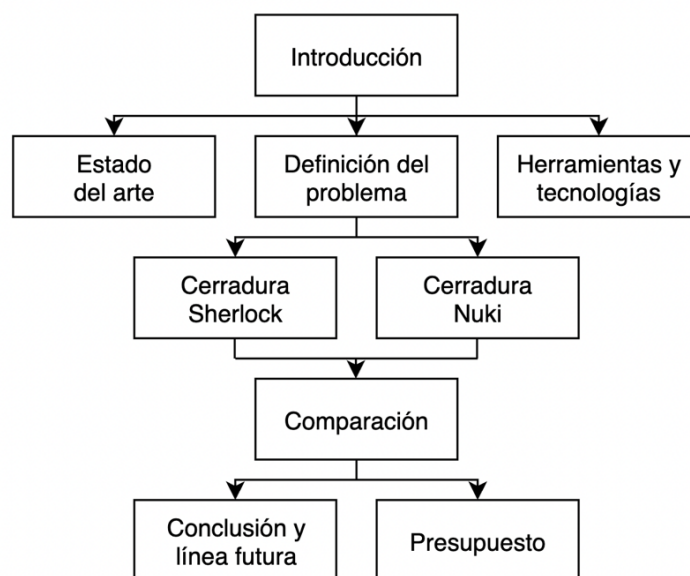 Introducción
Estado
del arte
Definición del
problema
Herramientas y
tecnologías
Cerradura
Sherlock
Cerradura
Nuki
Comparación
Conclusión y
línea futura
Presupuesto